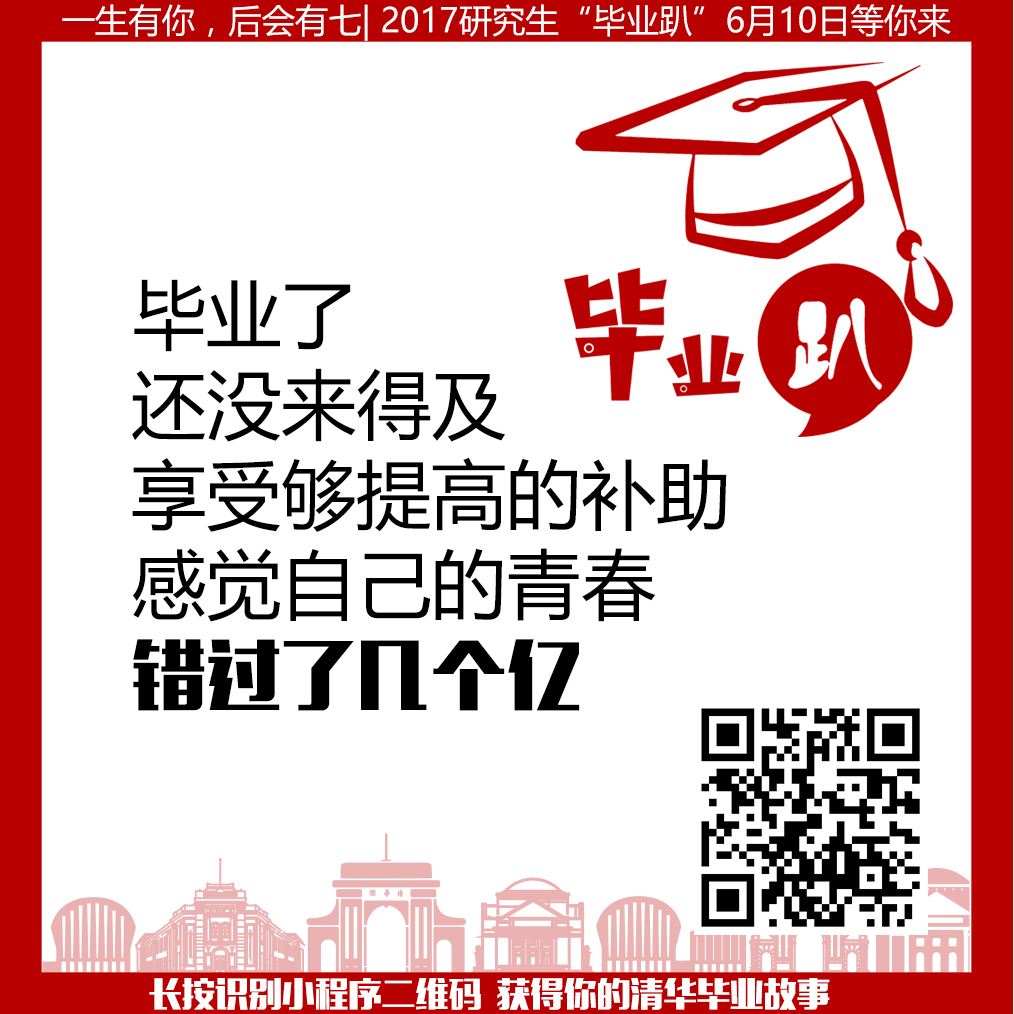 一生有你，后会有七| 2017研究生“毕业趴”6月10日等你来
毕业趴
毕业了
还没来得及
享受够提高的补助
感觉自己的青春
错过了几个亿
園華清
长按识别小程序二维码 获得你的清华毕业故事